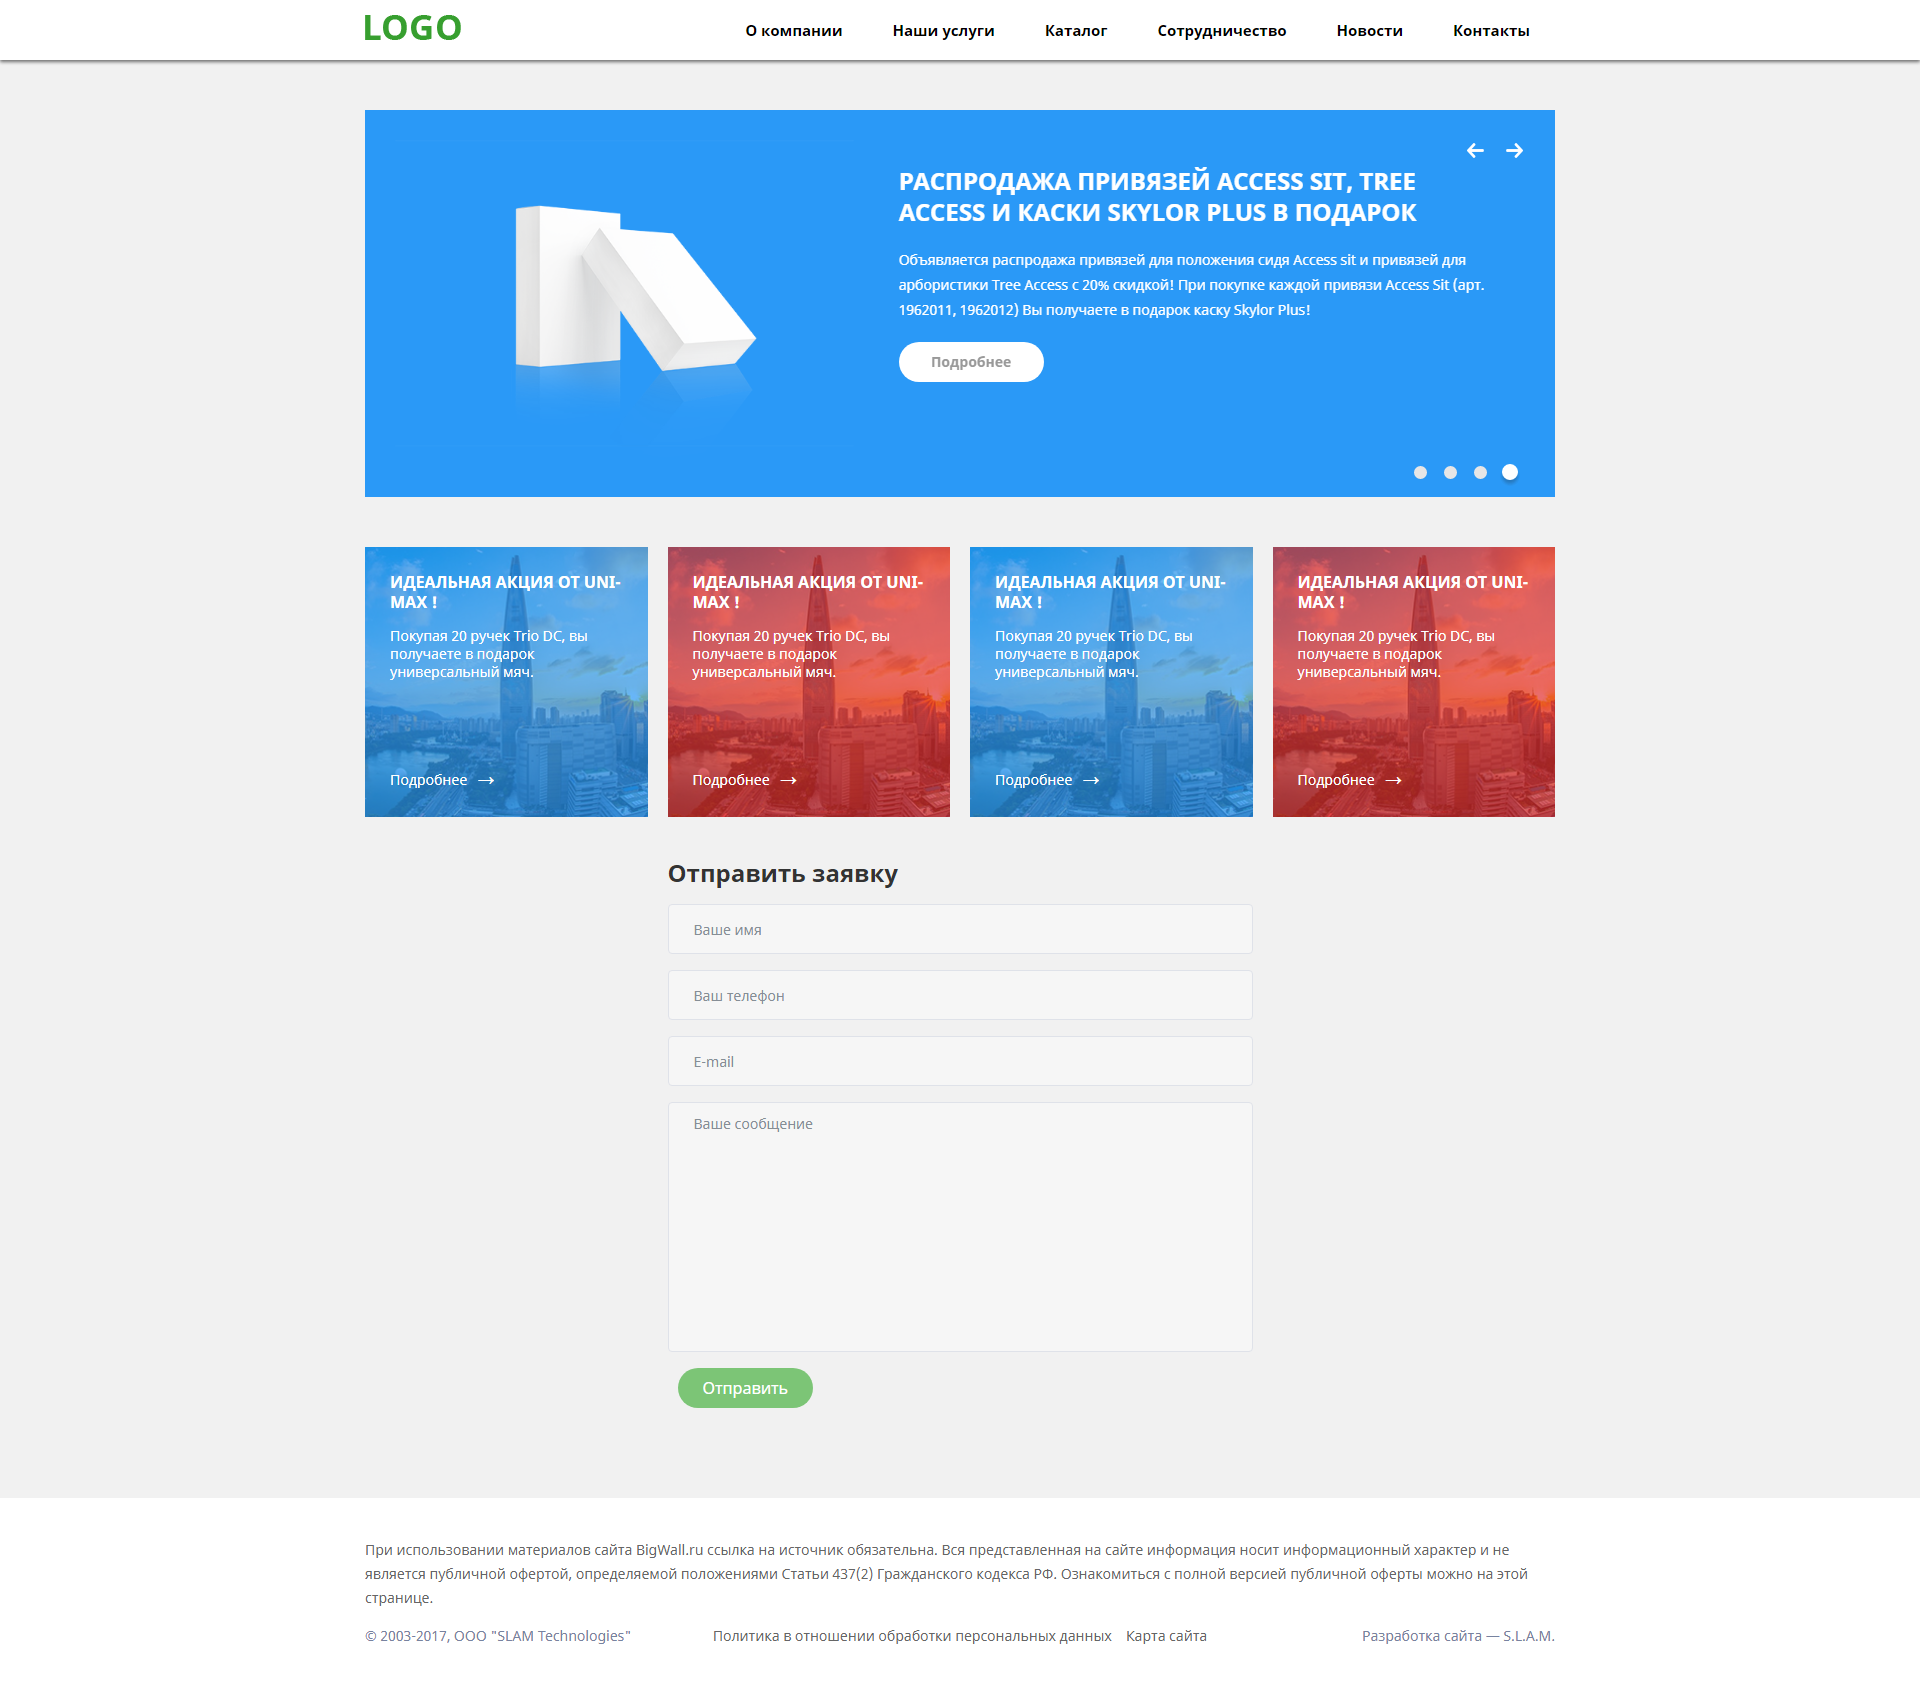 LOGO
О компании
Наши услуги
Каталог
Сотрудничество
Новости
Контакты
РАСПРОДАЖА ПРИВЯЗЕЙ ACCESS SIT, TREE
ACCESS И КАСКИ SKYLOR PLUS В ПОДАРОК
Объявляется распродажа привязей для положения сидя Access sit и привязей для
арбористики Tree Access с 20% скидкой! При покупке каждой привязи Access Sit (арт.
1962011, 1962012) Вы получаете в подарок каску Skylor Plus!
Подробнее
ИДЕАЛЬНАЯ АКЦИЯ ОТ UNI-
MAX !
Покупая 20 ручек Trio DC, вы
получаете в подарок
универсальный мяч.
Подробнее
ИДЕАЛЬНАЯ АКЦИЯ ОТ UNI-
MAX !
Покупая 20 ручек Trio DC, вы
получаете в подарок
универсальный мяч.
Подробнее
ИДЕАЛЬНАЯ АКЦИЯ ОТ UNI-
MAX !
Покупая 20 ручек Trio DC, вы
получаете в подарок
универсальный мяч.
Подробнее
ИДЕАЛЬНАЯ АКЦИЯ ОТ UNI-
MAX !
Покупая 20 ручек Trio DC, вы
получаете в подарок
универсальный мяч.
Подробнее
Отправить заявку
Ваше имя
Ваш телефон
E-mail
Ваше сообщение
Отправить
При использовании материалов сайта BigWall.ru ссылка на источник обязательна. Вся представленная на сайте информация носит информационный характер и не
является публичной офертой, определяемой положениями Статьи 437(2) Гражданского кодекса РФ. Ознакомиться с полной версией публичной оферты можно на этой
странице.
© 2003-2017, ООО "SLAM Technologies"
Политика в отношении обработки персональных данных
Карта сайта
Разработка сайта — S.L.A.M.